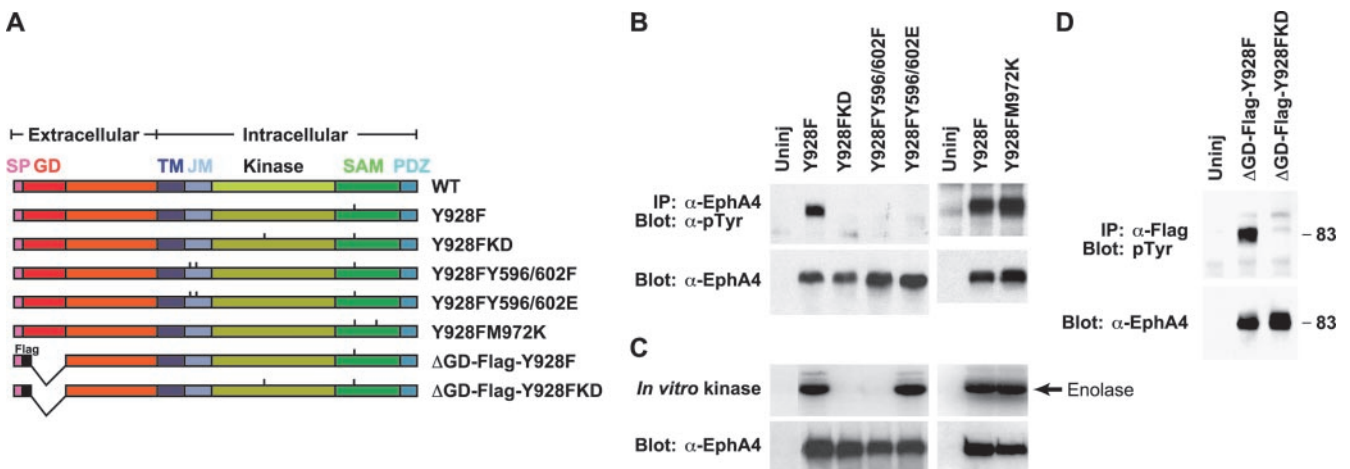 A
Extracellular Intracellular
SP GD TM JM Kinase SAM PDZ
WT
Y928F
Y928FKD
Y928FY596/602F
Y928FY596/602E
Y928FM972K
Flag
ΔGD-Flag-Y928F
ΔGD-Flag-Y928FKD
B
Uninj
Y928F
Y928FKD
Y928FY596/602F
Y928FY596/602E
Uninj
Y928F
Y928FM972K
IP: α-EphA4
Blot: α-pTyr
Blot: α-EphA4
C
In vitro kinase
Enolase
Blot: α-EphA4
D
Uninj
ΔGD-Flag-Y928F
ΔGD-Flag-Y928FKD
IP: α-Flag
Blot: pTyr
– 83
Blot: α-EphA4
– 83